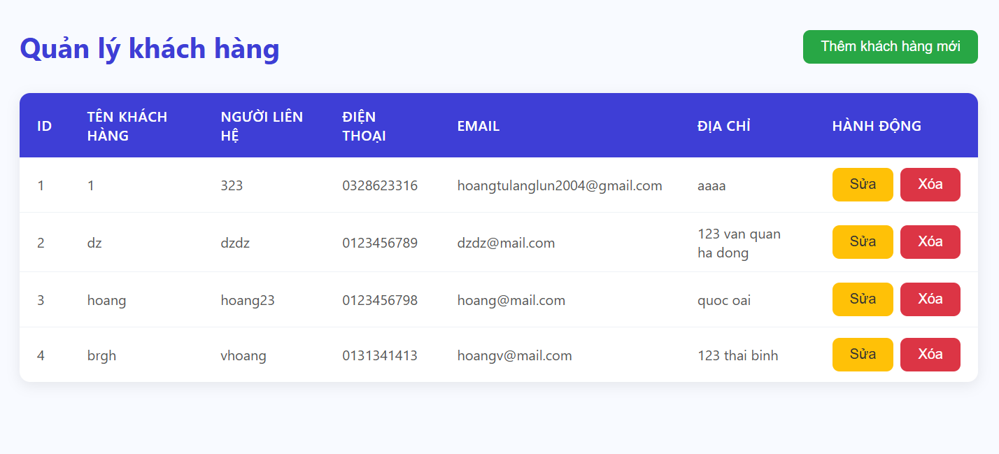 Quản lý khách hàng
Thêm khách hàng mới
ID TÊN KHÁCH HÀNG NGƯỜI LIÊN HỆ ĐIỆN THOẠI EMAIL ĐỊA CHỈ HÀNH ĐỘNG
1 1 323 0328623316 hoangtulanglun2004@gmail.com aaaa Sửa Xóa
2 dz dzdz 0123456789 dzdz@mail.com 123 van quan ha dong Sửa Xóa
3 hoang hoang23 0123456798 hoang@mail.com quoc oai Sửa Xóa
4 brgh vhoang 0131341413 hoangv@mail.com 123 thai binh Sửa Xóa